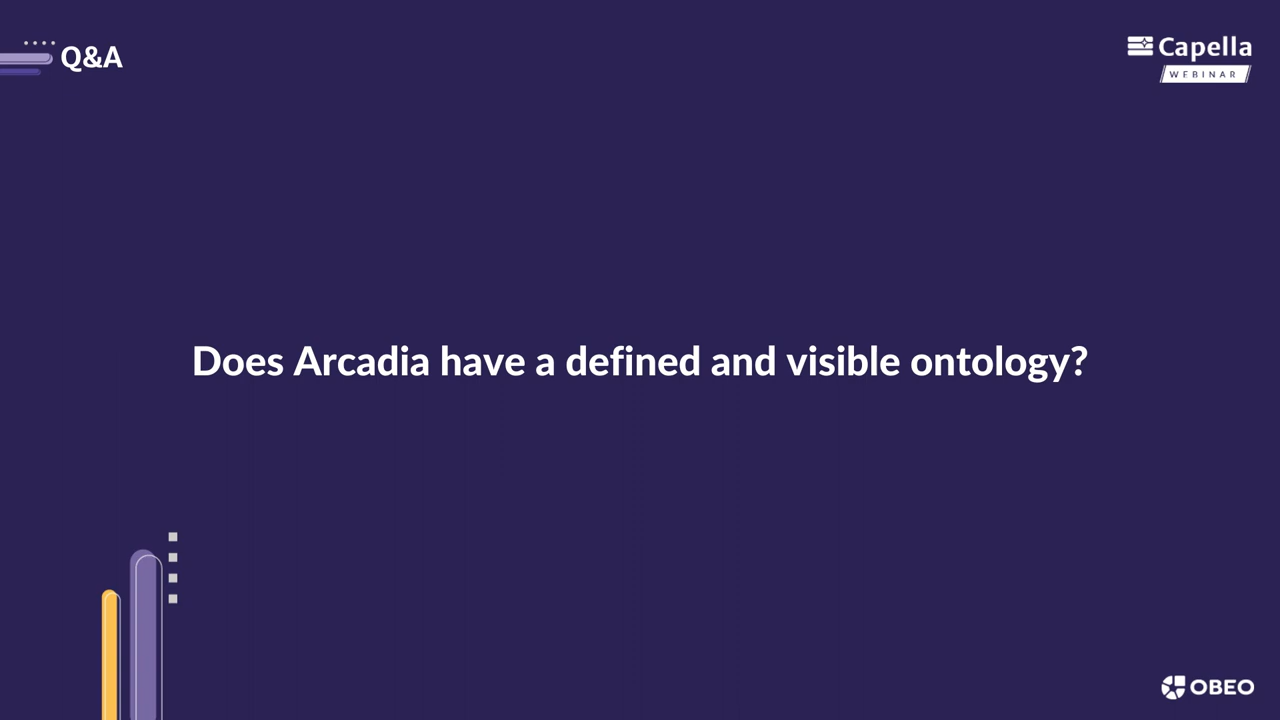 Q&A
Capella
WEBINAR
Does Arcadia have a defined and visible ontology?
OBEO